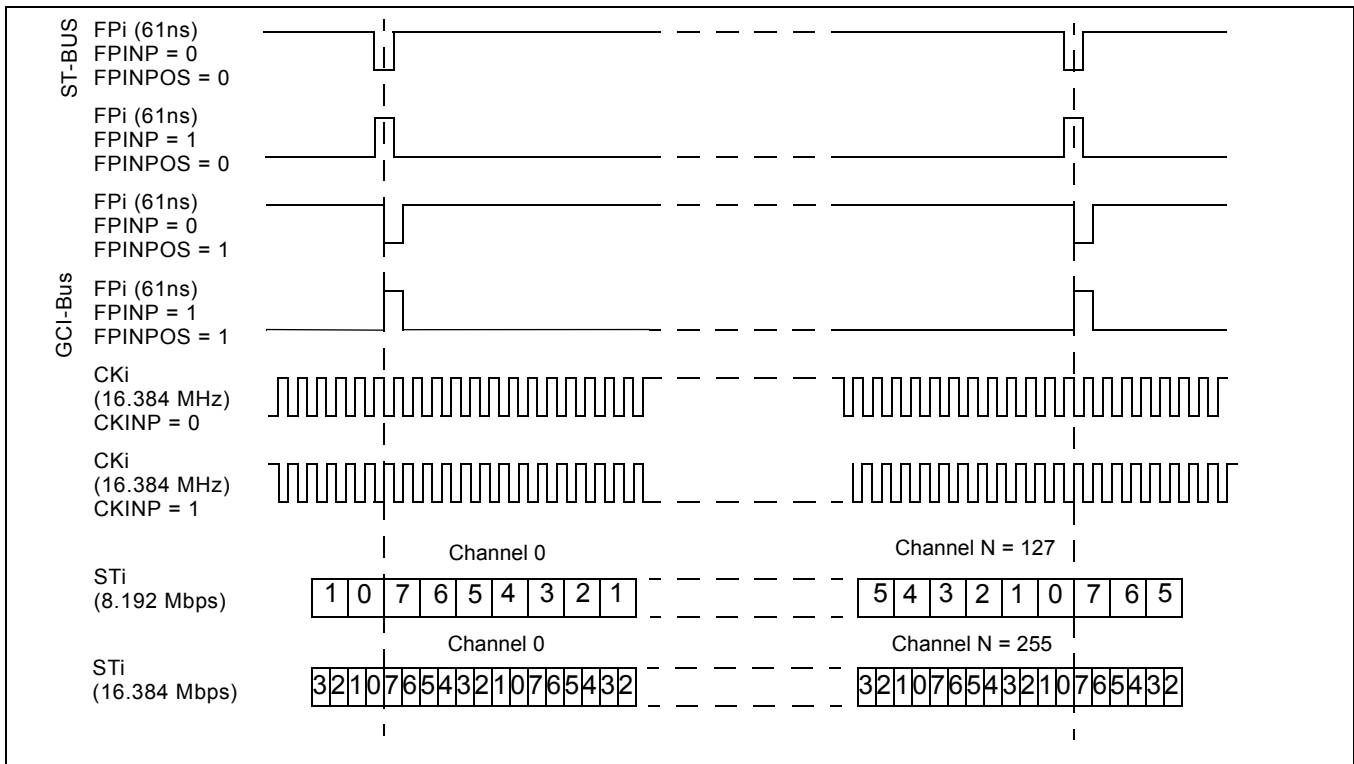 ST-BUS
FPi (61ns)
FPINP = 0
FPINPOS = 0
FPi (61ns)
FPINP = 1
FPINPOS = 0
FPi (61ns)
FPINP = 0
FPINPOS = 1
GCI-Bus
FPi (61ns)
FPINP = 1
FPINPOS = 1
CKi
(16.384 MHz)
CKINP = 0
CKi
(16.384 MHz)
CKINP = 1
Channel 0
Channel N = 127
STi
(8.192 Mbps)
1 0 7 6 5 4 3 2 1
5 4 3 2 1 0 7 6 5
Channel 0
Channel N = 255
STi
(16.384 Mbps)
3 2 1 0 7 6 5 4 3 2 1 0 7 6 5 4 3 2
3 2 1 0 7 6 5 4 3 2 1 0 7 6 5 4 3 2